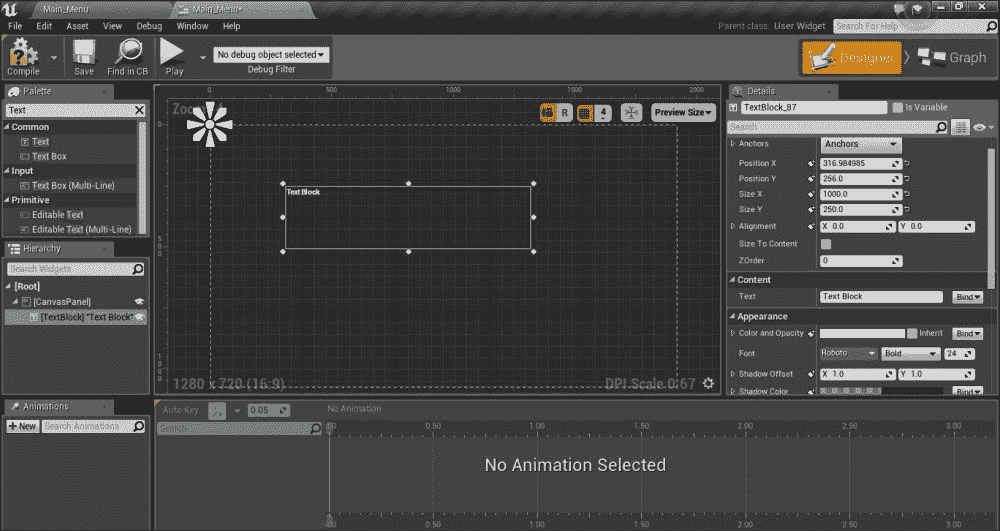 Main_Menu
Main_Menu*
File Edit Asset View Debug Window Help
Parent class: User Widget
Search For Help
Compile
Save
Find in CB
Play
No debug object selected
Debug Filter
Designer
Graph
Palette
Text
Common
Text
Text Box
Input
Text Box (Multi-Line)
Primitive
Editable Text
Editable Text (Multi-Line)
Hierarchy
Search Widgets
[Root]
[CanvasPanel]
[TextBlock] "Text Block"
0 500 1000 1500 2000
R
4
Preview Size
0
5 0
1 0 0
Text Block
1280 x 720 (16:9)
DPI Scale 0.67
Details
TextBlock_87
Is Variable
Search
Anchors Anchors
Position X 316.984985
Position Y 256.0
Size X 1000.0
Size Y 250.0
Alignment X 0.0 Y 0.0
Size To Content
ZOrder 0
Content
Text Text Block Bind
Appearance
Color and Opacity Inherit Bind
Font Roboto Bold 24
Shadow Offset X 1.0 Y 1.0
Shadow Color Bind
Animations
New
Search Animations
Auto Key 0.05 No Animation
Search
0.50 1.00 1.50 2.00 2.50 3.00
No Animation Selected
0.50 1.00 1.50 2.00 2.50 3.00